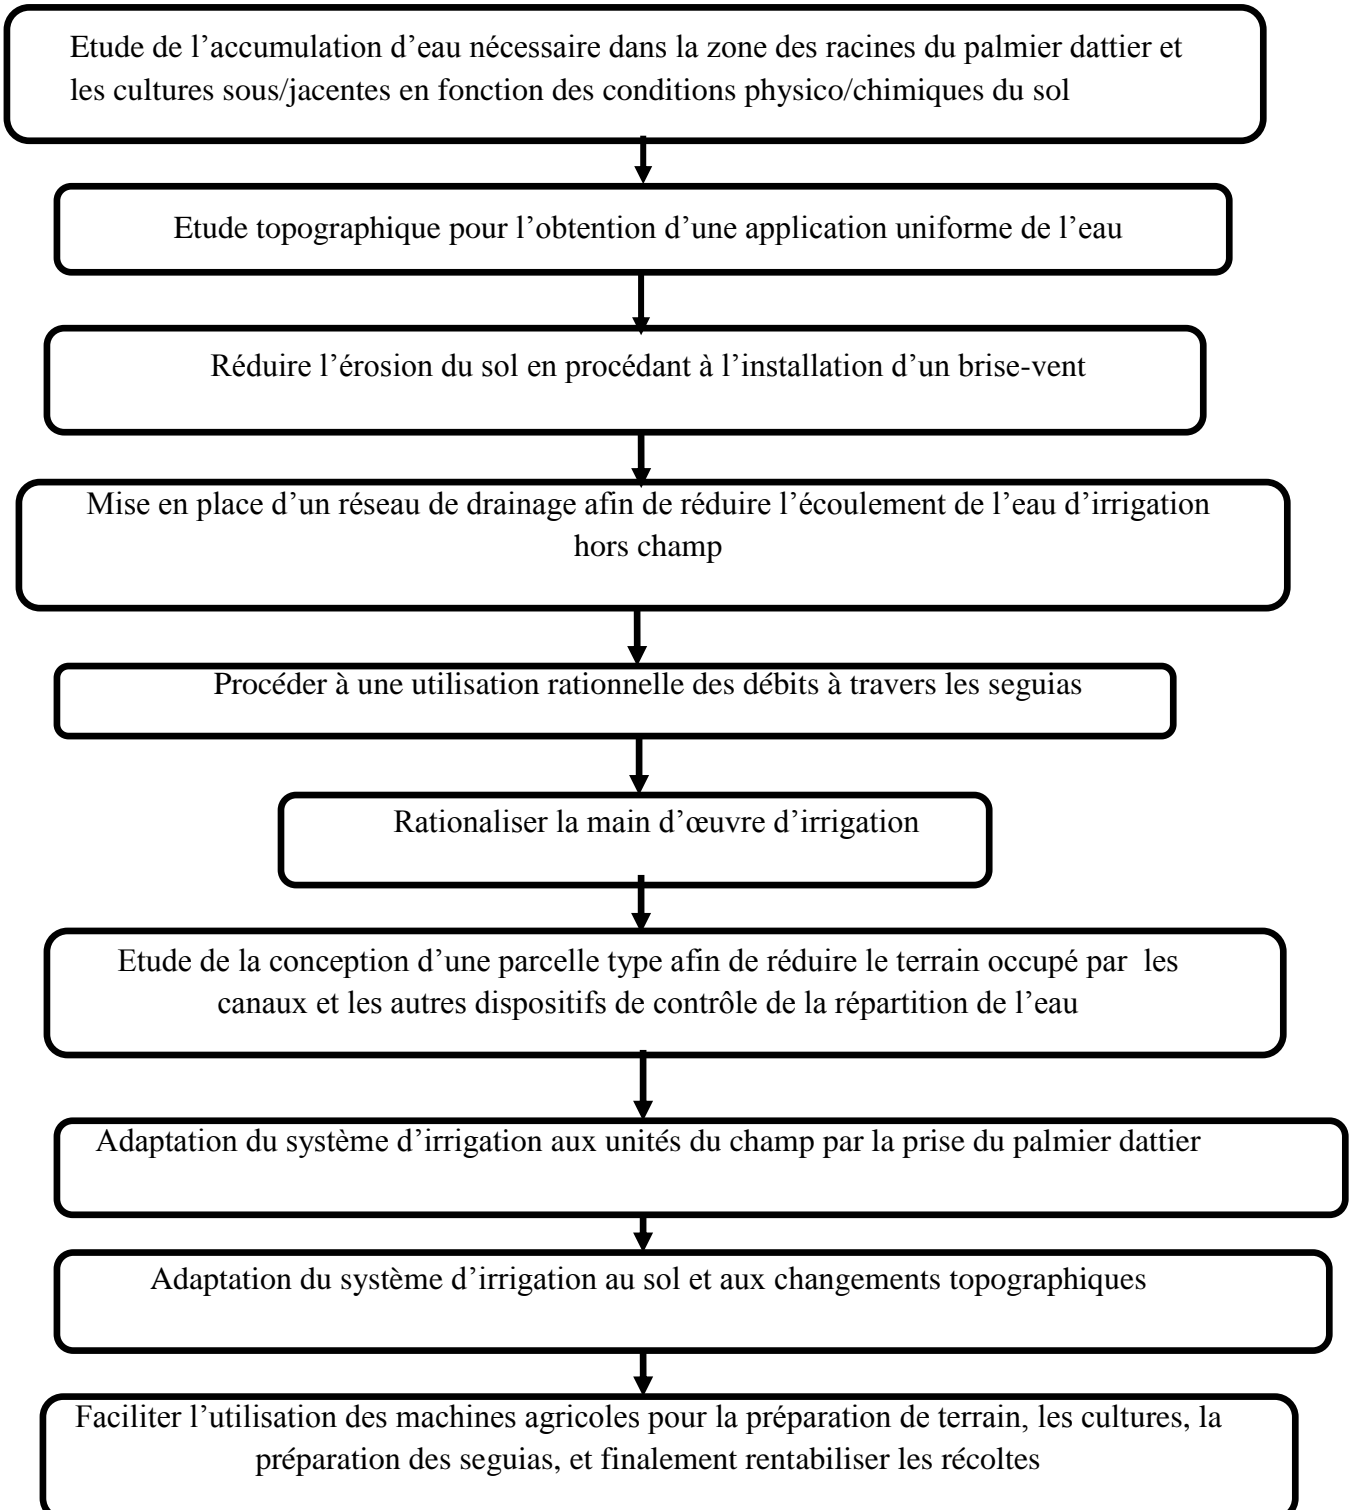 Etude de l’accumulation d’eau nécessaire dans la zone des racines du palmier dattier et
les cultures sous/jacentes en fonction des conditions physico/chimiques du sol
Etude topographique pour l’obtention d’une application uniforme de l’eau
Réduire l’érosion du sol en procédant à l’installation d’un brise-vent
Mise en place d’un réseau de drainage afin de réduire l’écoulement de l’eau d’irrigation
hors champ
Procéder à une utilisation rationnelle des débits à travers les seguias
Rationaliser la main d’œuvre d’irrigation
Etude de la conception d’une parcelle type afin de réduire le terrain occupé par les
canaux et les autres dispositifs de contrôle de la répartition de l’eau
Adaptation du système d’irrigation aux unités du champ par la prise du palmier dattier
Adaptation du système d’irrigation au sol et aux changements topographiques
Faciliter l’utilisation des machines agricoles pour la préparation de terrain, les cultures, la
préparation des seguias, et finalement rentabiliser les récoltes